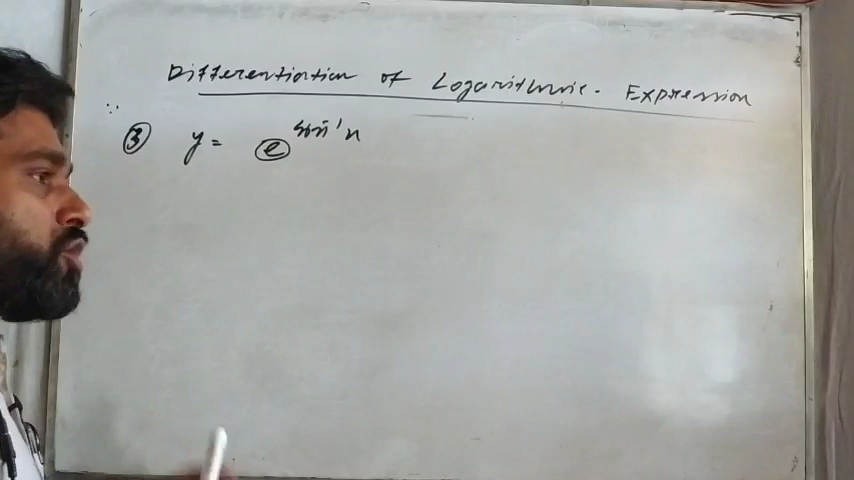 Differentiation of Logarithmic. Expression
③ y = e^sin⁻¹x